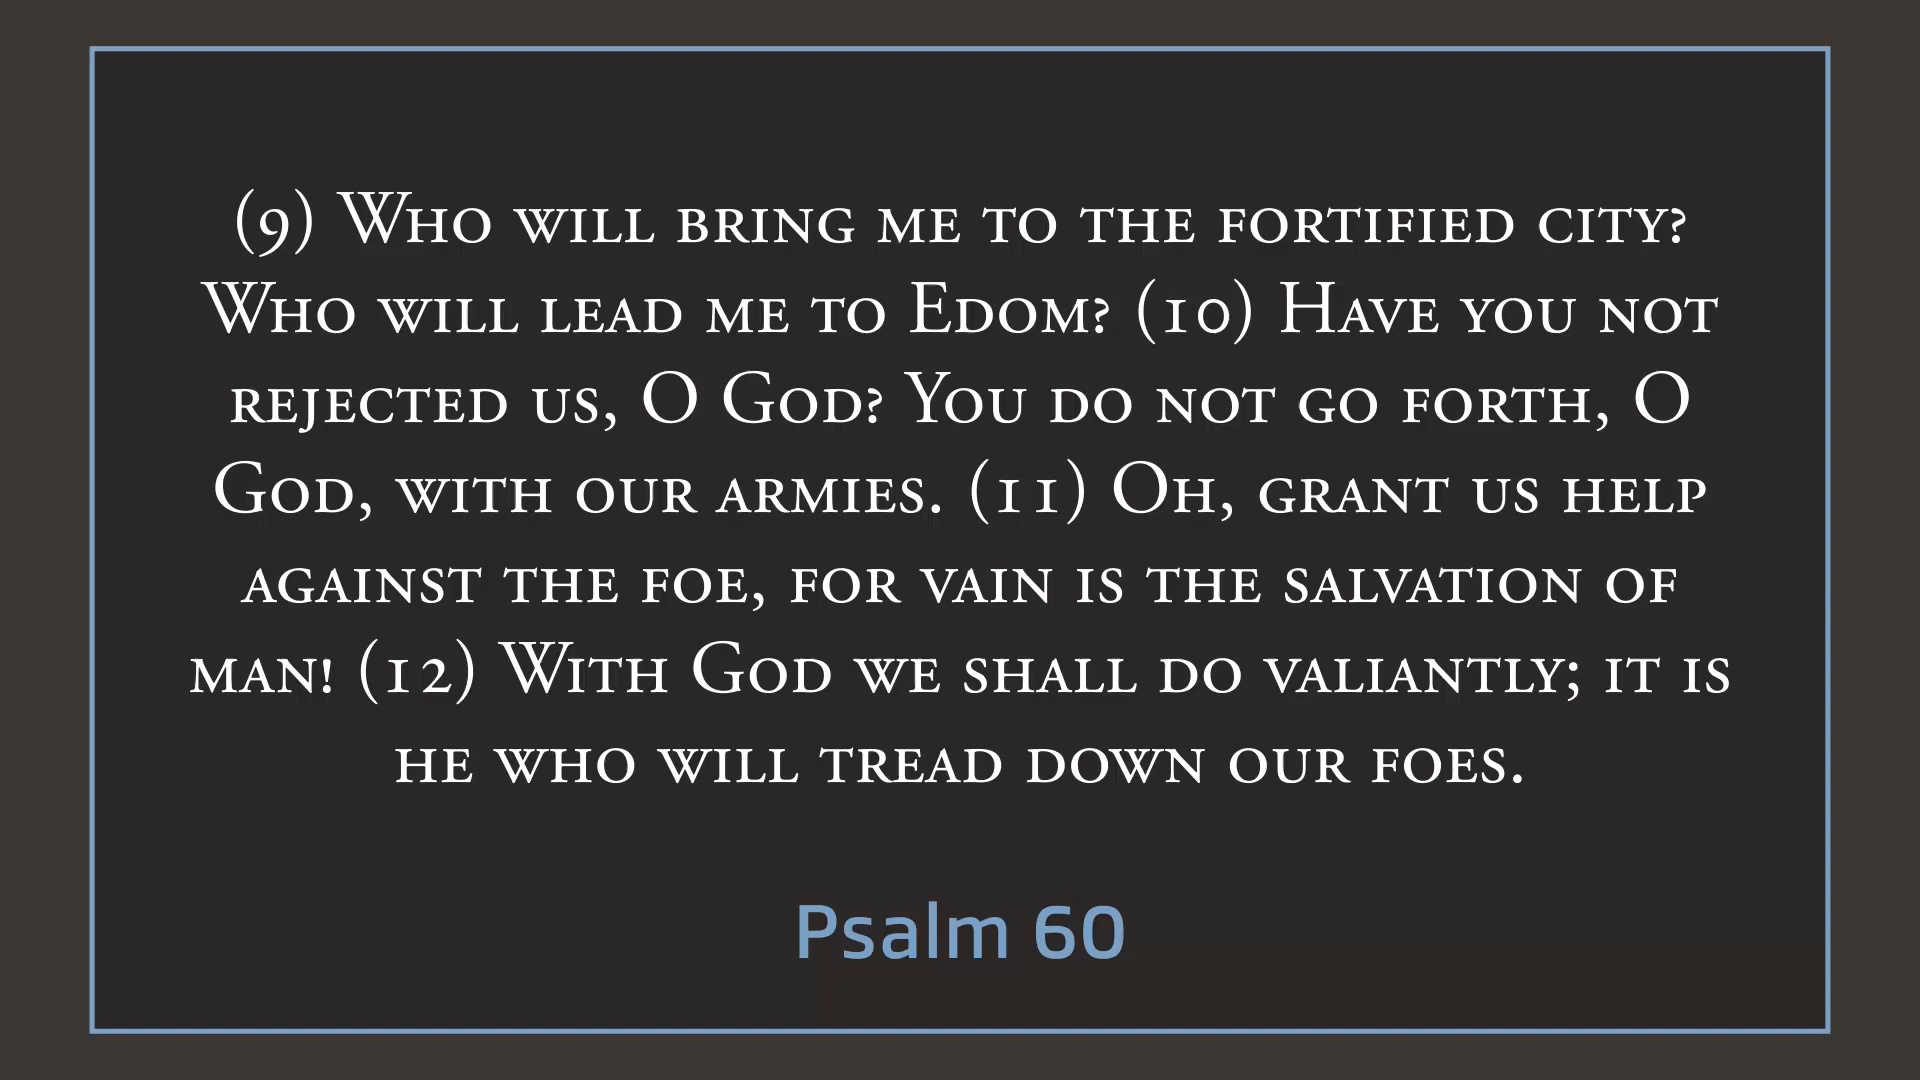 (9) Who will bring me to the fortified city?
Who will lead me to Edom? (10) Have you not
rejected us, O God? You do not go forth, O
God, with our armies. (11) Oh, grant us help
against the foe, for vain is the salvation of
man! (12) With God we shall do valiantly; it is
he who will tread down our foes.
Psalm 60